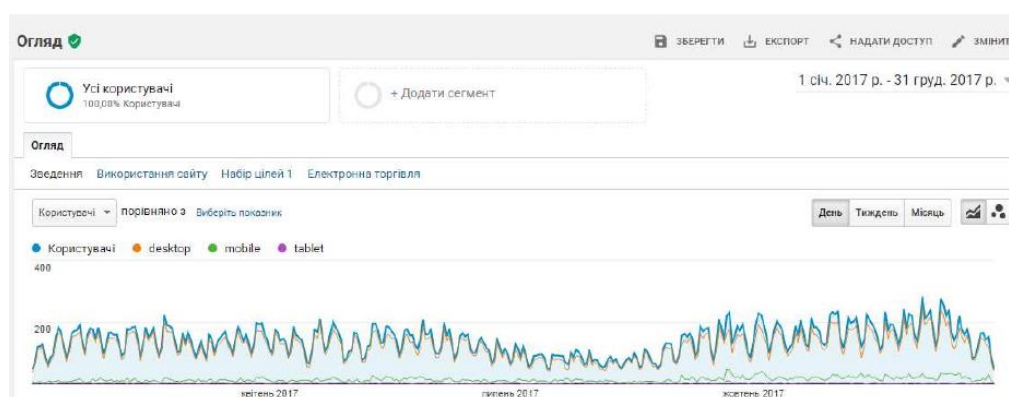 Огляд
ЗБЕРЕГТИ ЕКСПОРТ НАДАТИ ДОСТУП ЗМІНИТ
Усі користувачі
100,00% Користувачі
+ Додати сегмент
1 січ. 2017 р. - 31 груд. 2017 р.
Огляд
Зведення Використання сайту Набір цілей 1 Електронна торгівля
Користувачі порівняно з Виберіть показник
День Тиждень Місяць
Користувачі desktop mobile tablet
400
200
квітень 2017 липень 2017 жовтень 2017